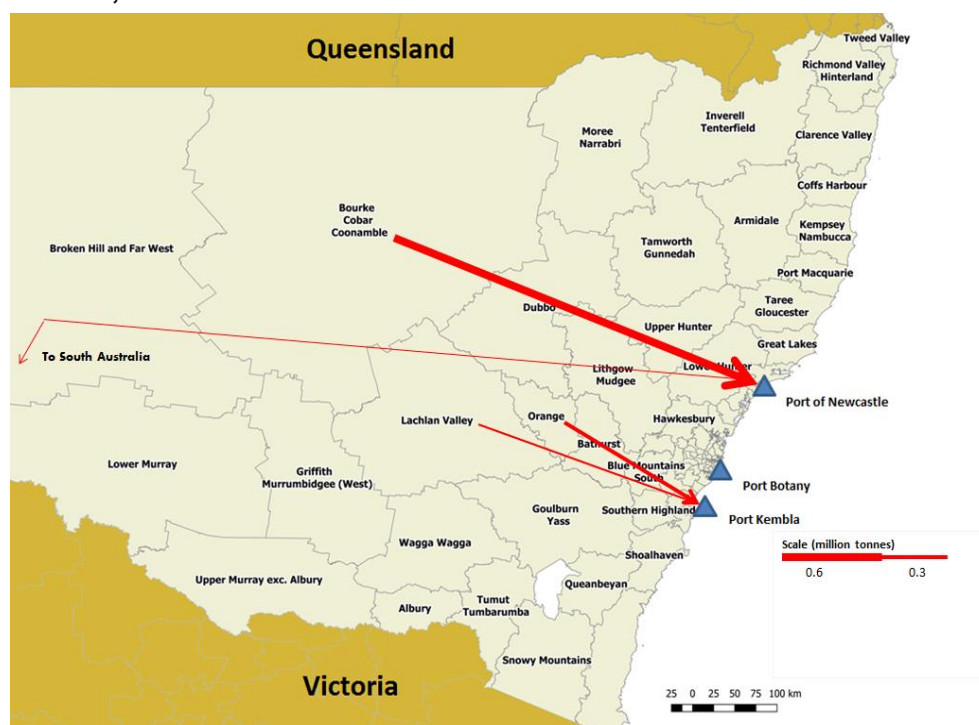 Queensland
Tweed Valley
Richmond Valley
Hinterland
Inverell
Tenterfield
Moree
Narrabri
Clarence Valley
Coffs Harbour
Bourke
Cobar
Coonamble
Armidale
Kempsey
Nambucca
Broken Hill and Far West
Tamworth
Gunnedah
Port Macquarie
Dubbo
Taree
Gloucester
Upper Hunter
Great Lakes
To South Australia
Lithgow
Mudgee
Lower Hunter
Port of Newcastle
Lachlan Valley
Orange
Hawkesbury
Bathurst
Lower Murray
Griffith
Murrumbidgee (West)
Blue Mountains
South
Port Botany
Goulburn
Yass
Southern Highland
Port Kembla
Wagga Wagga
Shoalhaven
Scale (million tonnes)
0.6 0.3
Upper Murray exc. Albury
Queanbeyan
Albury
Tumut
Tumbarumba
Snowy Mountains
Victoria
25 0 25 50 75 100 km